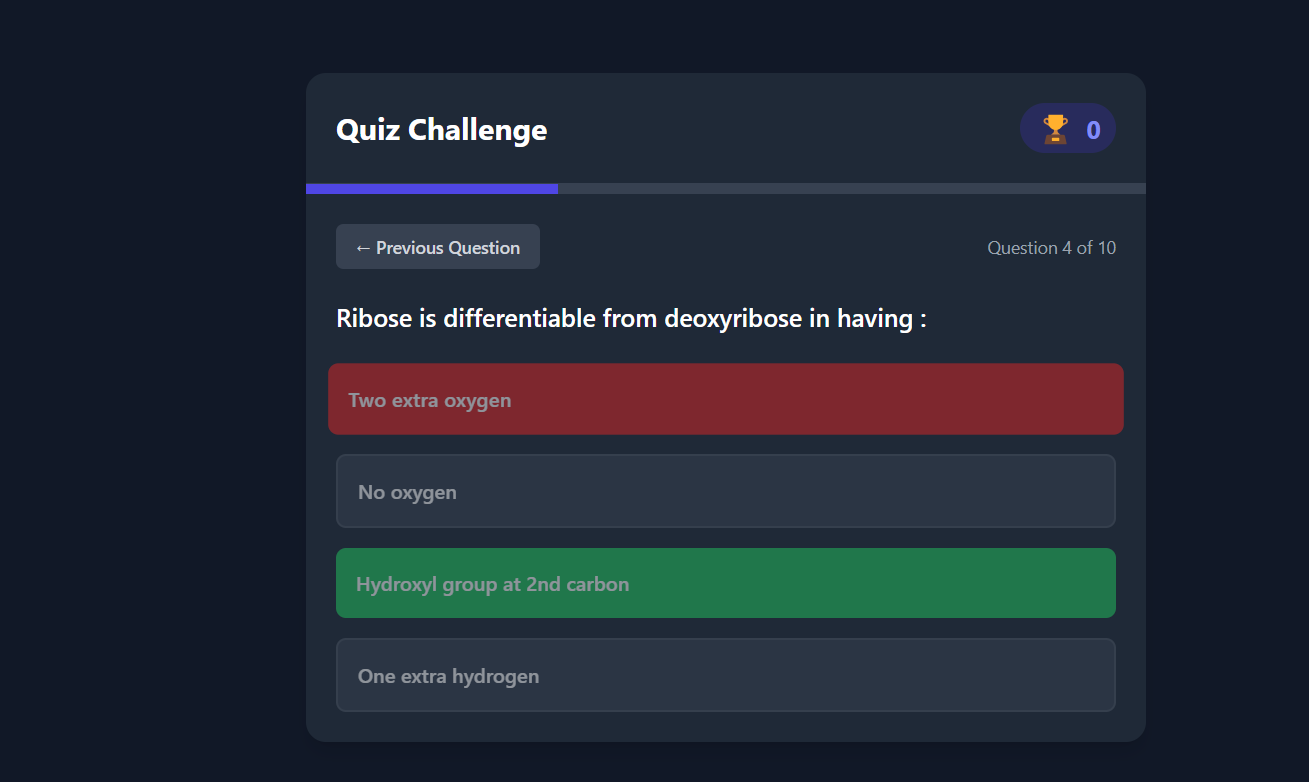 Quiz Challenge
🏆 0
← Previous Question
Question 4 of 10
Ribose is differentiable from deoxyribose in having :
Two extra oxygen
No oxygen
Hydroxyl group at 2nd carbon
One extra hydrogen